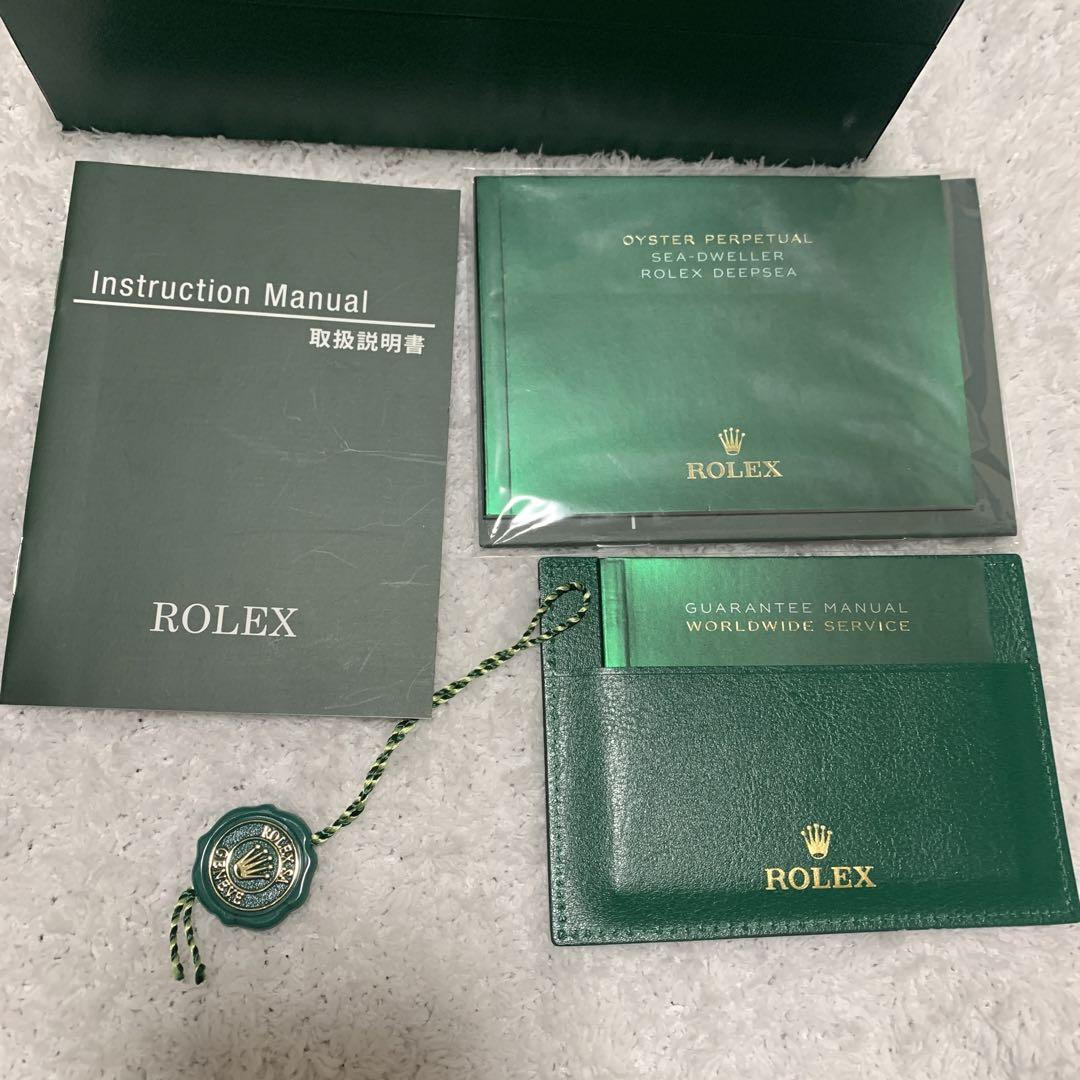 Instruction Manual
取扱説明書
ROLEX
OYSTER PERPETUAL
SEA-DWELLER
ROLEX DEEPSEA
ROLEX
GUARANTEE MANUAL
WORLDWIDE SERVICE
ROLEX
ROLEX SA
GENEVE